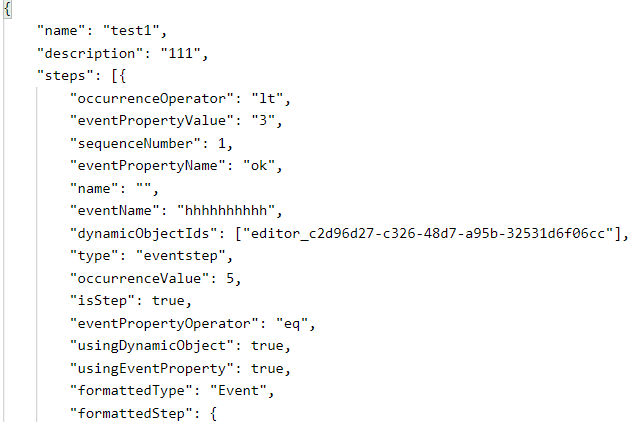 {
"name": "test1",
"description": "111",
"steps": [{
"occurrenceOperator": "lt",
"eventPropertyValue": "3",
"sequenceNumber": 1,
"eventPropertyName": "ok",
"name": "",
"eventName": "hhhhhhhhhh",
"dynamicObjectIds": ["editor_c2d96d27-c326-48d7-a95b-32531d6f06cc"],
"type": "eventstep",
"occurrenceValue": 5,
"isStep": true,
"eventPropertyOperator": "eq",
"usingDynamicObject": true,
"usingEventProperty": true,
"formattedType": "Event",
"formattedStep": {